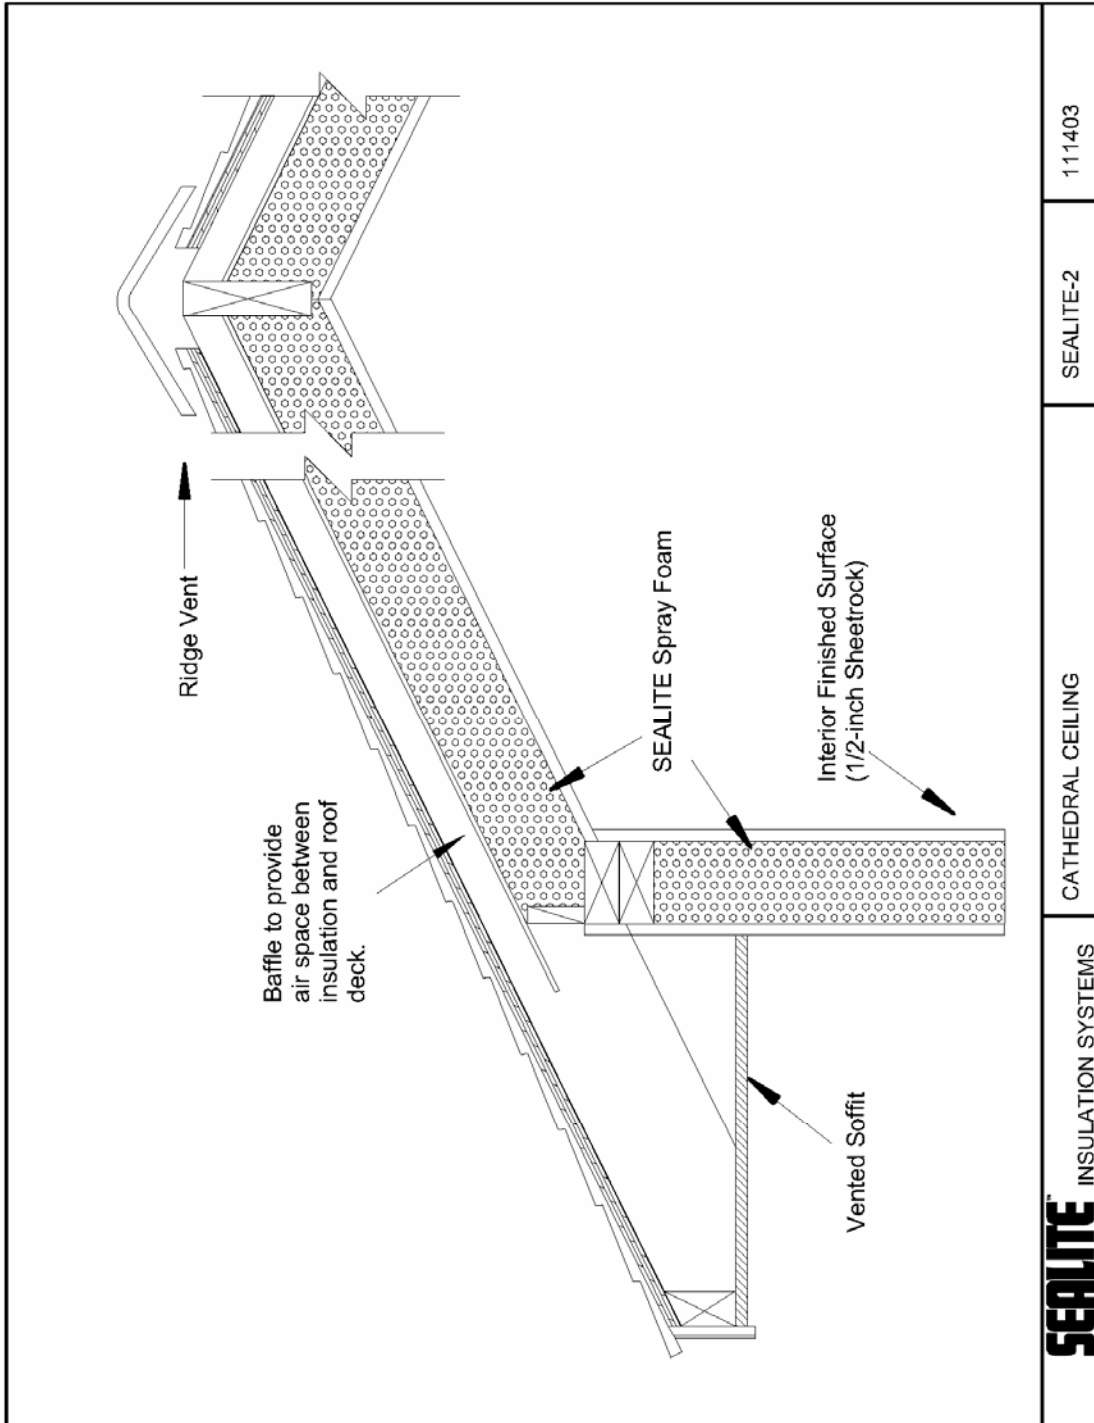 Ridge Vent
Baffle to provide
air space between
insulation and roof
deck.
SEALITE Spray Foam
Interior Finished Surface
(1/2-inch Sheetrock)
Vented Soffit
SEALITE™ INSULATION SYSTEMS
CATHEDRAL CEILING
SEALITE-2
111403